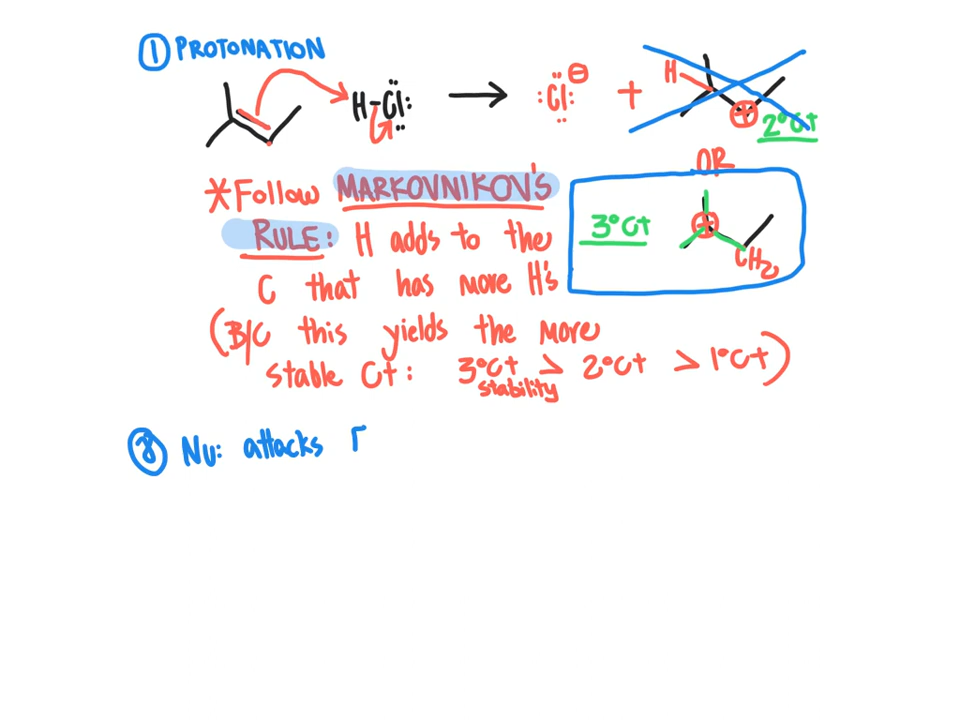 ① PROTONATION
H-Cl: → :Cl: ⊖ + H ⊕ 2°C+
OR
*Follow MARKOVNIKOV'S
RULE: H adds to the
C that has more H's
3°C+ ⊕ CH2
(B/C this yields the more
stable C+: 3°C+ > 2°C+ > 1°C+)
stability
② Nu: attacks